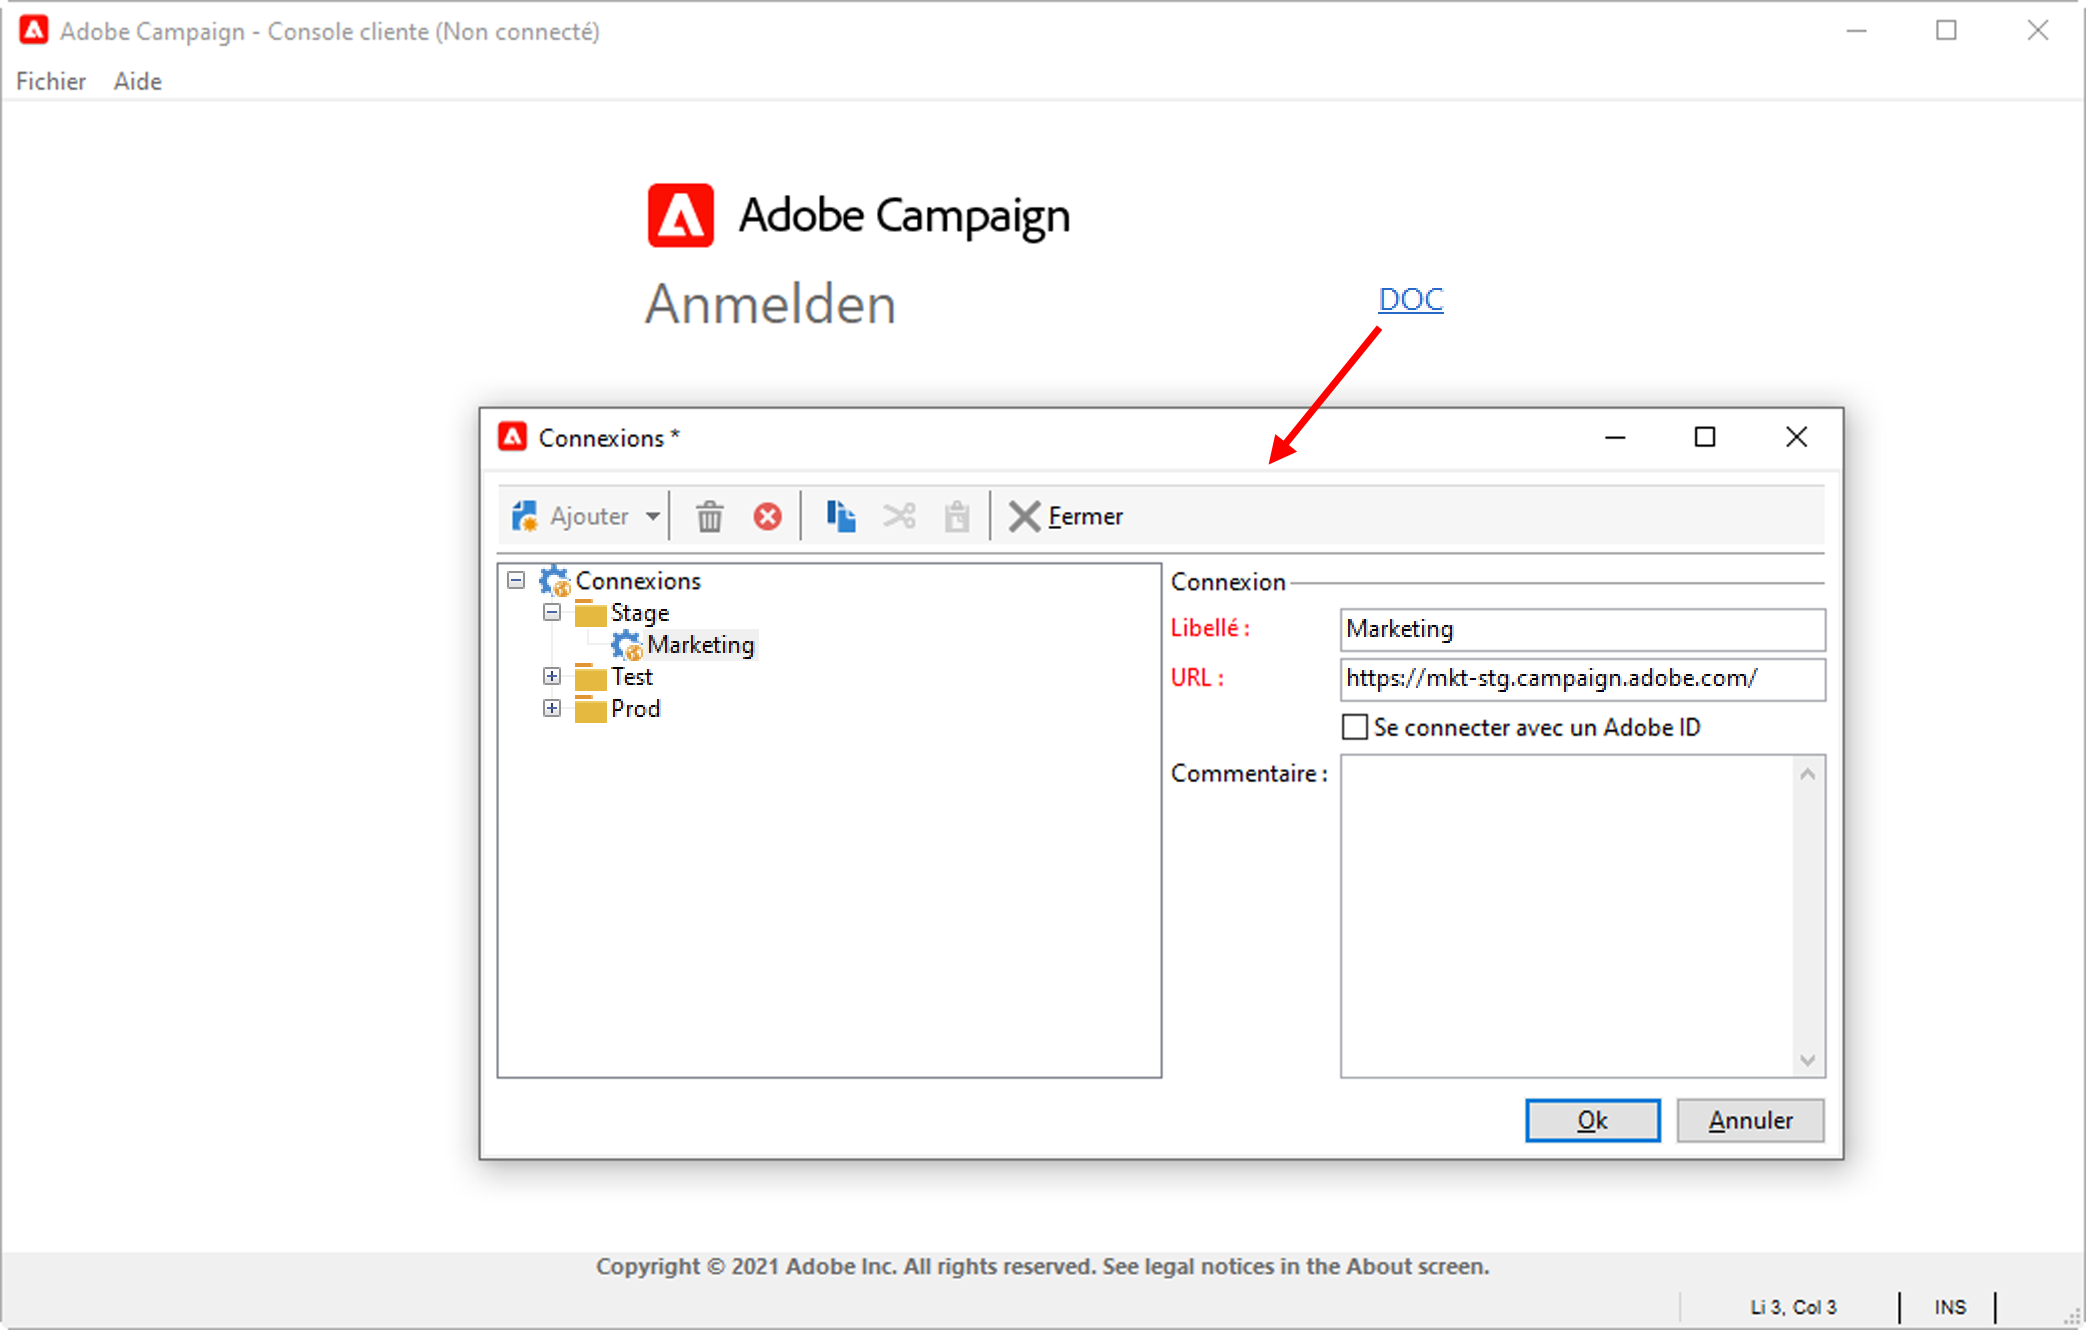 Adobe Campaign - Console cliente (Non connecté)
Fichier Aide
Adobe Campaign
Anmelden
DOC
Connexions *
Ajouter Fermer
Connexions
Stage
Marketing
Test
Prod
Connexion
Libellé : Marketing
URL : https://mkt-stg.campaign.adobe.com/
Se connecter avec un Adobe ID
Commentaire :
Ok Annuler
Copyright © 2021 Adobe Inc. All rights reserved. See legal notices in the About screen.
Li 3, Col 3 INS